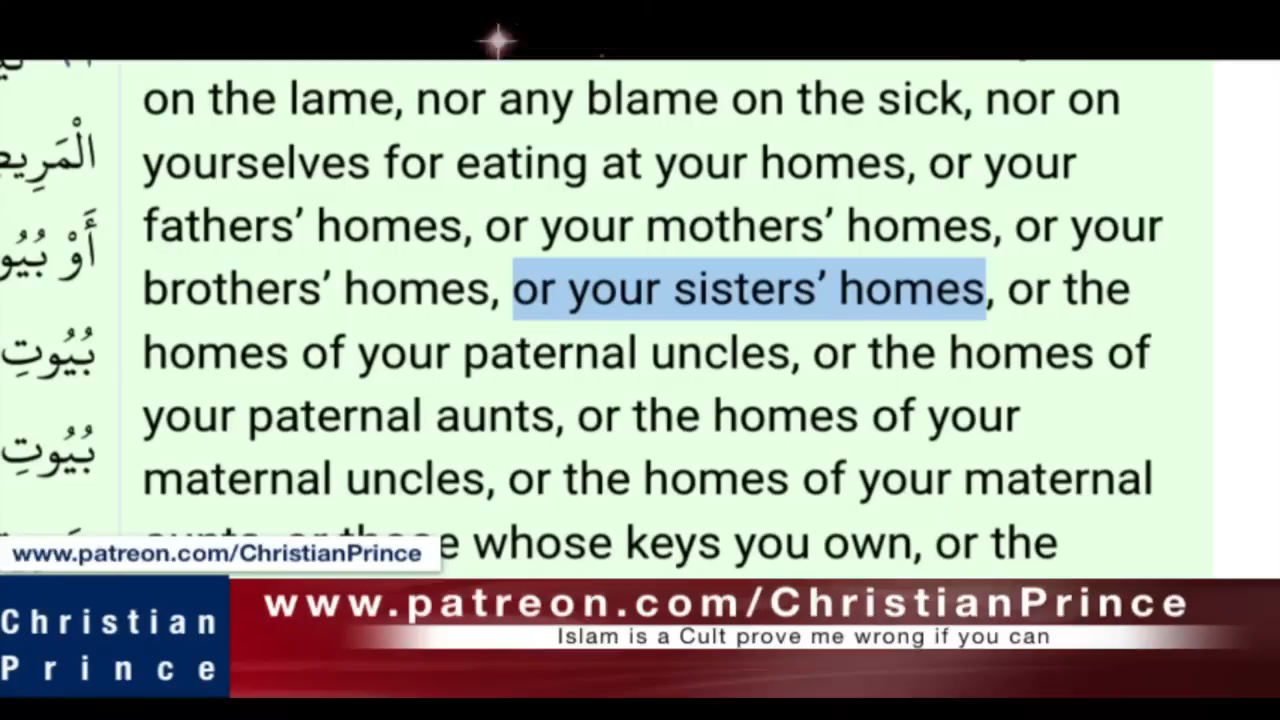 on the lame, nor any blame on the sick, nor on
yourselves for eating at your homes, or your
fathers’ homes, or your mothers’ homes, or your
brothers’ homes, or your sisters’ homes, or the
homes of your paternal uncles, or the homes of
your paternal aunts, or the homes of your
maternal uncles, or the homes of your maternal
whose keys you own, or the
أَوْ
بُيُوتِ
بُيُوتِ
www.patreon.com/ChristianPrince
www.patreon.com/ChristianPrince
Islam is a Cult prove me wrong if you can
Christian
Prince